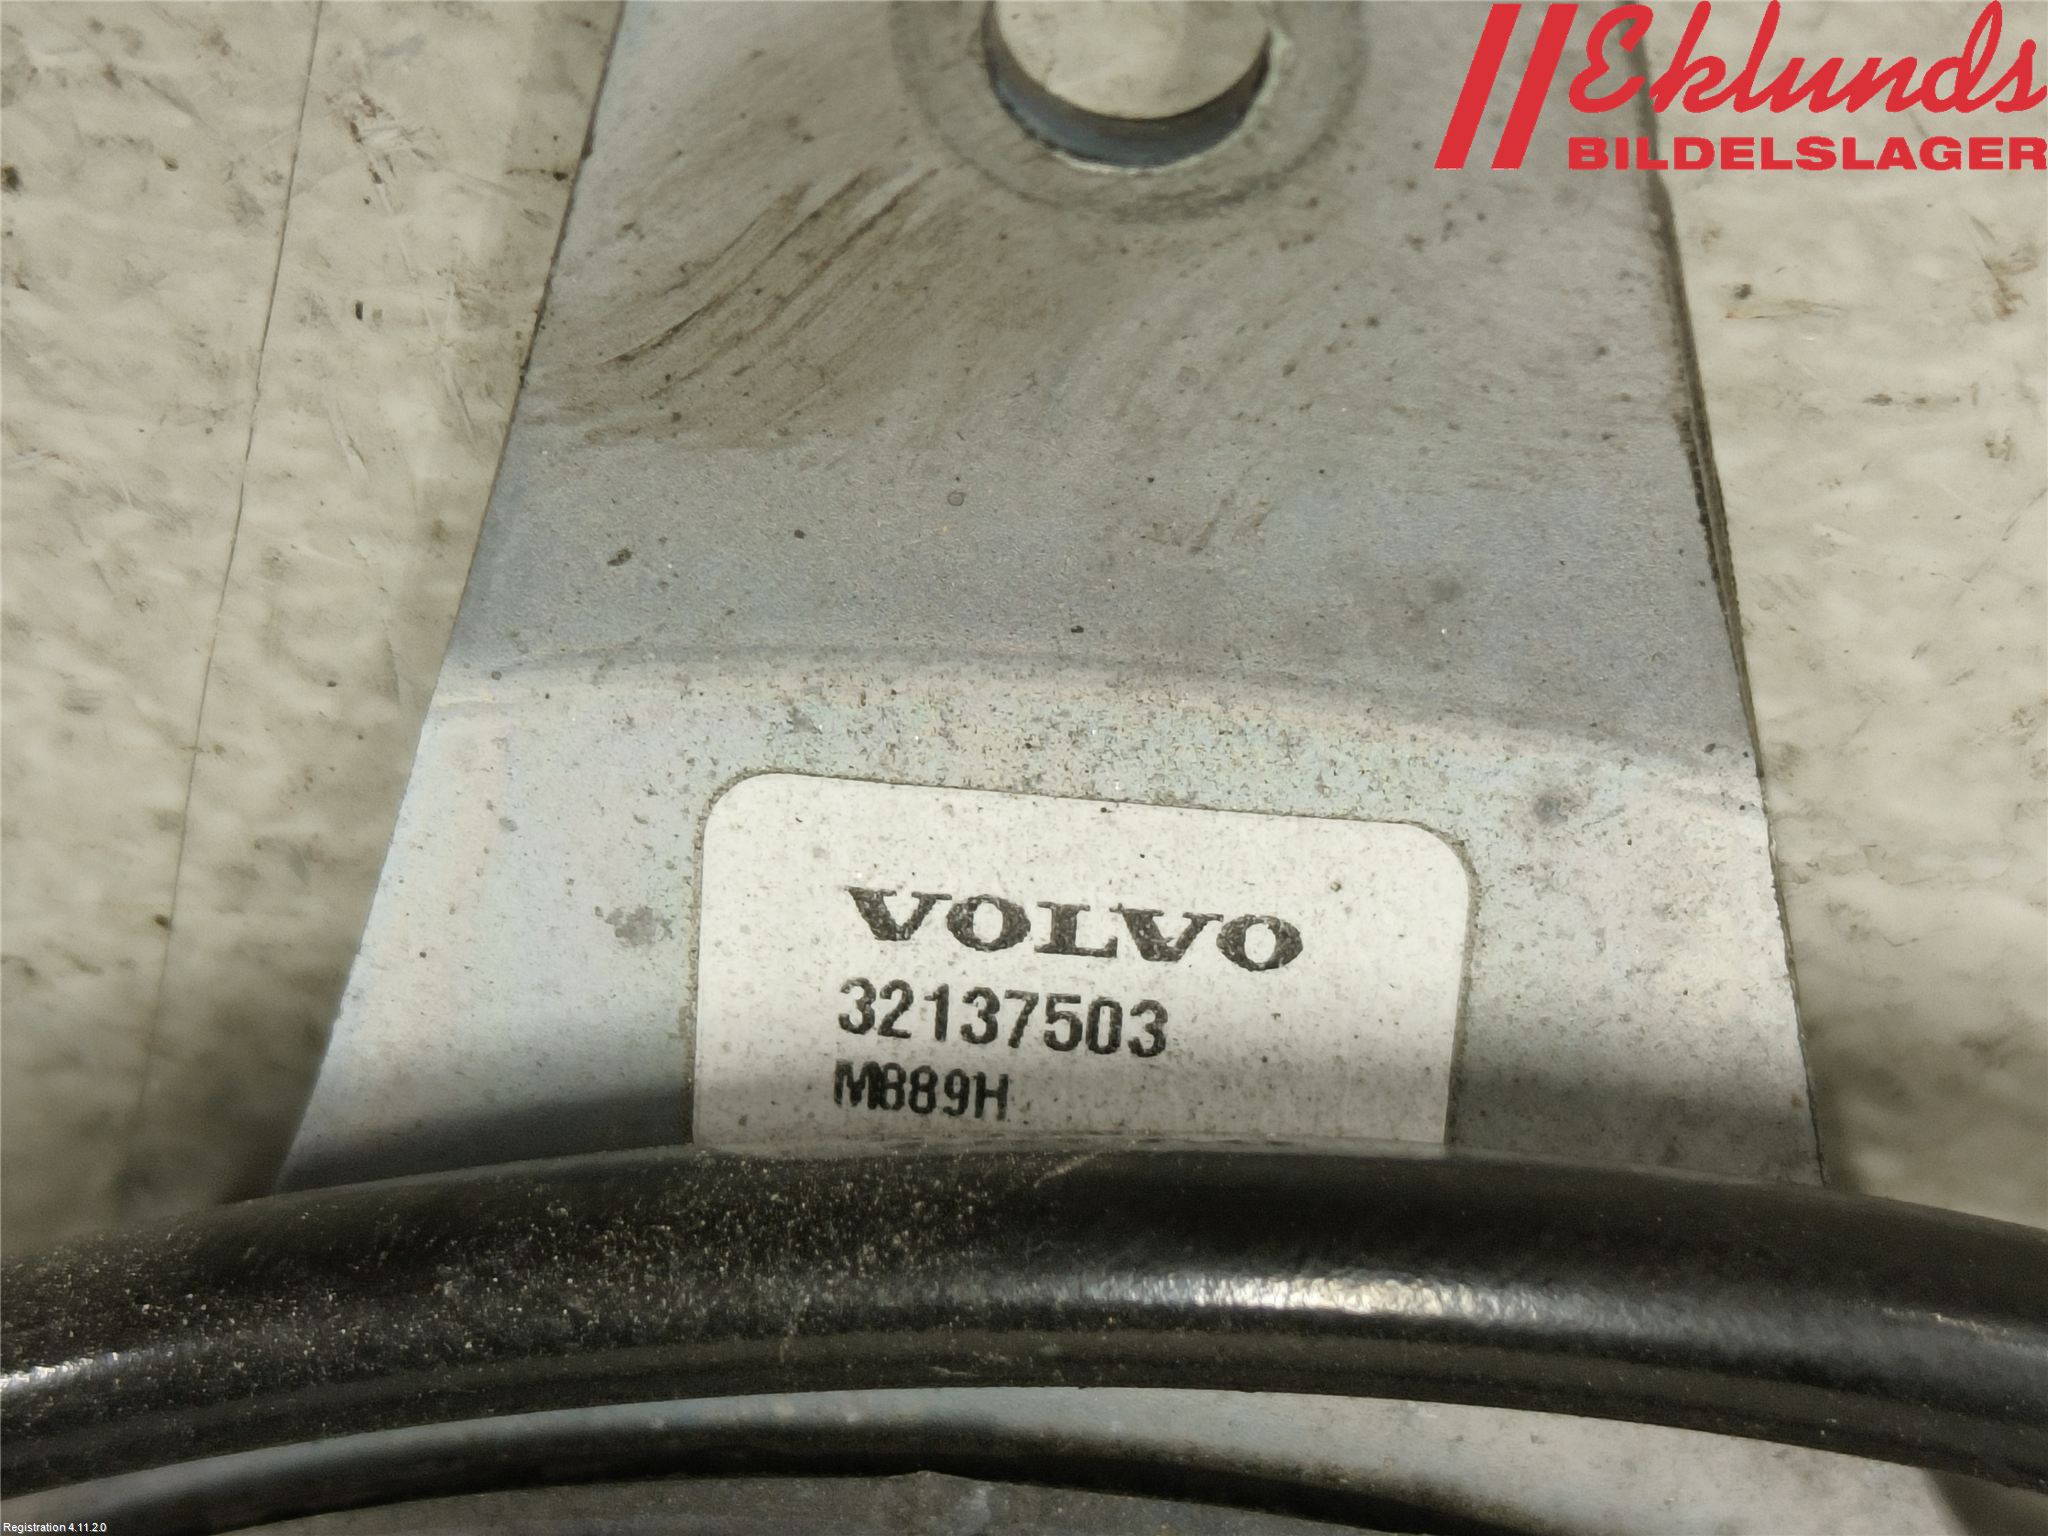 Eklunds
BILDELSLAGER
VOLVO
32137503
M889H
Registration 4.11.2.0